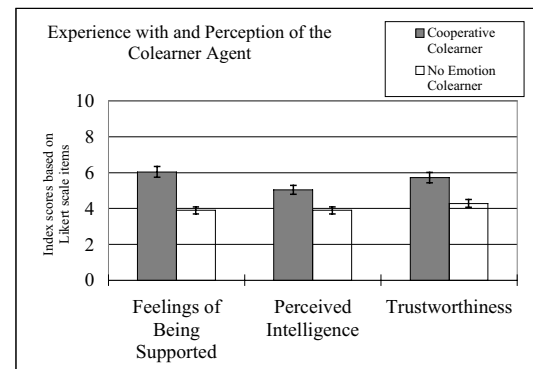 Experience with and Perception of the
Colearner Agent
Cooperative
Colearner
No Emotion
Colearner
Index scores based on
Likert scale items
10
8
6
4
2
0
Feelings of
Being
Supported
Perceived
Intelligence
Trustworthiness